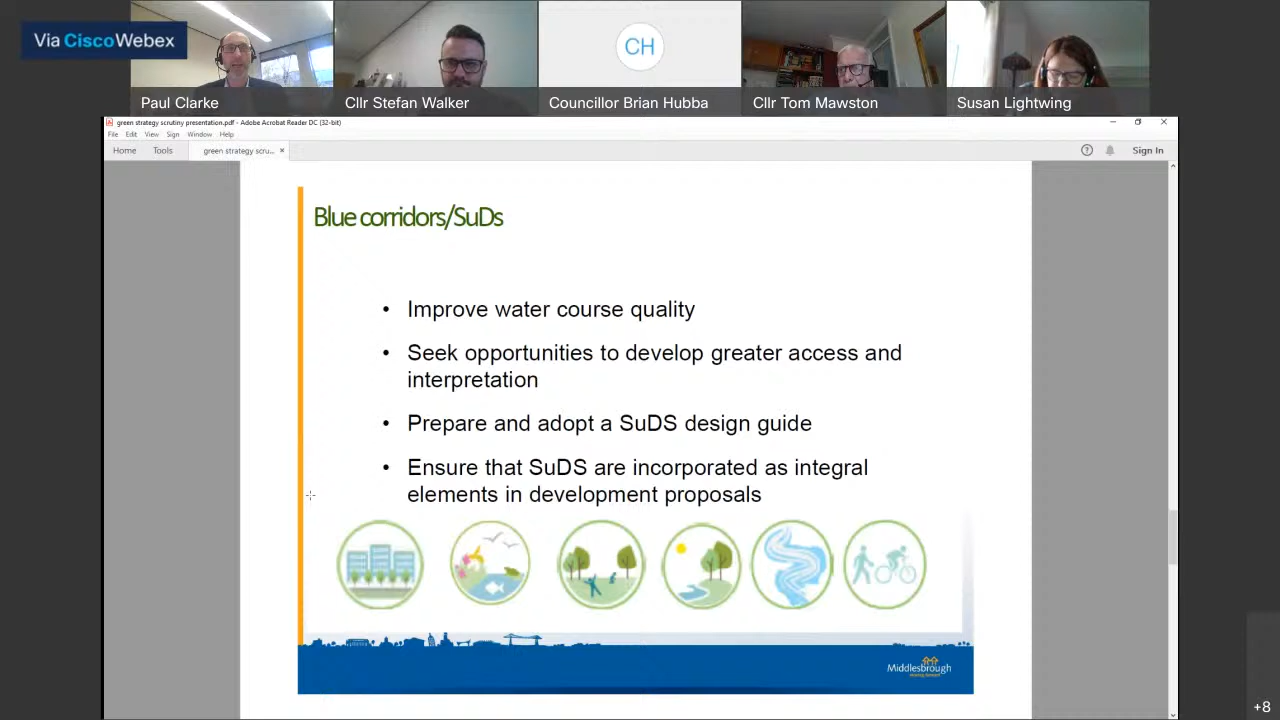 Via Cisco Webex
CH
Paul Clarke
Cllr Stefan Walker
Councillor Brian Hubba
Cllr Tom Mawston
Susan Lightwing
green strategy scrutiny presentation.pdf - Adobe Acrobat Reader DC (32-bit)
File Edit View Sign Window Help
Home Tools green strategy scru... Sign In
Blue corridors/SuDs
• Improve water course quality
• Seek opportunities to develop greater access and
interpretation
• Prepare and adopt a SuDS design guide
• Ensure that SuDS are incorporated as integral
elements in development proposals
Middlesbrough
+8